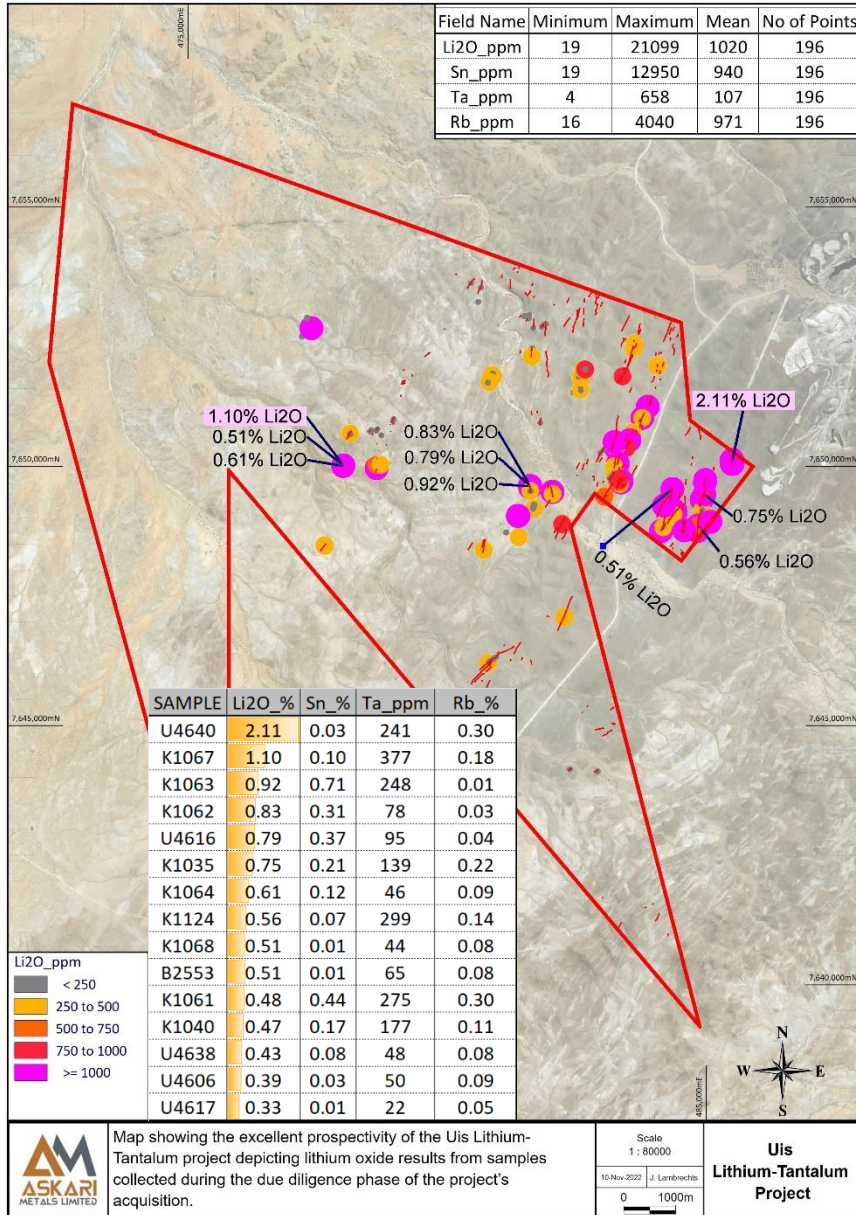 475,000mE
Field Name Minimum Maximum Mean No of Points
Li2O_ppm 19 21099 1020 196
Sn_ppm 19 12950 940 196
Ta_ppm 4 658 107 196
Rb_ppm 16 4040 971 196
7,655,000mN 7,655,000mN
1.10% Li2O
0.51% Li2O
0.61% Li2O
0.83% Li2O
0.79% Li2O
0.92% Li2O
2.11% Li2O
7,650,000mN 7,650,000mN
0.75% Li2O
0.56% Li2O
0.51% Li2O
7,645,000mN 7,645,000mN
SAMPLE Li2O_% Sn_% Ta_ppm Rb_%
U4640 2.11 0.03 241 0.30
K1067 1.10 0.10 377 0.18
K1063 0.92 0.71 248 0.01
K1062 0.83 0.31 78 0.03
U4616 0.79 0.37 95 0.04
K1035 0.75 0.21 139 0.22
K1064 0.61 0.12 46 0.09
K1124 0.56 0.07 299 0.14
K1068 0.51 0.01 44 0.08
B2553 0.51 0.01 65 0.08
K1061 0.48 0.44 275 0.30
K1040 0.47 0.17 177 0.11
U4638 0.43 0.08 48 0.08
U4606 0.39 0.03 50 0.09
U4617 0.33 0.01 22 0.05
Li2O_ppm
< 250
250 to 500
500 to 750
750 to 1000
>= 1000
7,640,000mN
N
W E
S
485,000mE
AM
ASKARI
METALS LIMITED
Map showing the excellent prospectivity of the Uis Lithium-
Tantalum project depicting lithium oxide results from samples
collected during the due diligence phase of the project's
acquisition.
Scale
1 : 80000
10-Nov-2022 J. Lambrechts
0 1000m
Uis
Lithium-Tantalum
Project